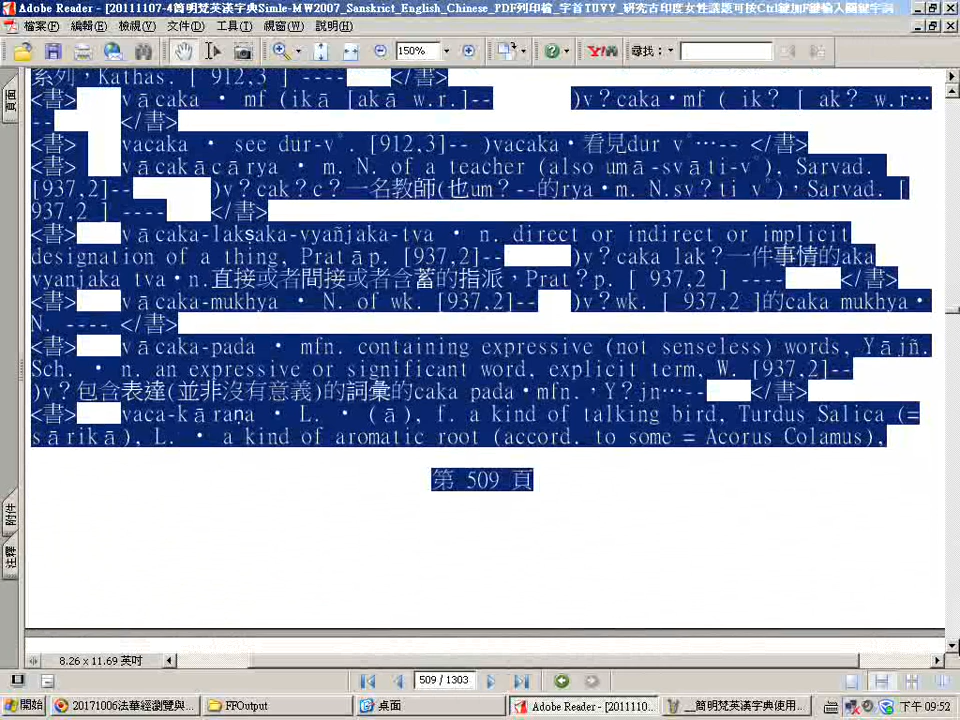 Adobe Reader - [20111107-4簡明梵英漢字典Simle-MW2007_Sanskrict_English_Chinese_PDF列印檔_字首TUVY_研究古印度女性議題可按Ctrl鍵加F鍵輸入關鍵字詞
檔案(F) 編輯(E) 檢視(V) 文件(D) 工具(T) 視窗(W) 說明(H)
150% 尋找：
頁面
系列，Kathas. [ 912,3 ] ---- </書>
<書> vācaka · mf (ikā [akā w.r.]-- )v？caka·mf ( ik？ [ ak？ w.r…
-- </書>
<書> vacaka · see dur-v°. [912,3]-- )vacaka·看見dur v°…-- </書>
<書> vācakācārya · m. N. of a teacher (also umā-svāti-v°), Sarvad.
[937,2]-- )v？cak？c？一名教師(也um？--的rya·m. N.sv？ti v°)，Sarvad. [
937,2 ] ---- </書>
<書> vācaka-lakṣaka-vyañjaka-tva · n. direct or indirect or implicit
designation of a thing, Pratāp. [937,2]-- )v？caka lak？一件事情的aka
vyanjaka tva·n.直接或者間接或者含蓄的指派，Prat？p. [ 937,2 ] ---- </書>
<書> vācaka-mukhya · N. of wk. [937,2]-- )v？wk. [ 937,2 ]的caka mukhya·
N. ---- </書>
<書> vācaka-pada · mfn. containing expressive (not senseless) words, Yājñ.
Sch. · n. an expressive or significant word, explicit term, W. [937,2]--
)v？包含表達(並非沒有意義)的詞彙的caka pada·mfn.，Y？jn…-- </書>
<書> vaca-kāraṇa · L. · (ā), f. a kind of talking bird, Turdus Salica (=
sārikā), L. · a kind of aromatic root (accord. to some = Acorus Colamus),
第 509 頁
附件
注釋
8.26 x 11.69 英吋
509 / 1303
開始 20171006法華經瀏覽與... FFOutput 桌面 Adobe Reader - [2011110... __簡明梵英漢字典使用... 下午 09:52